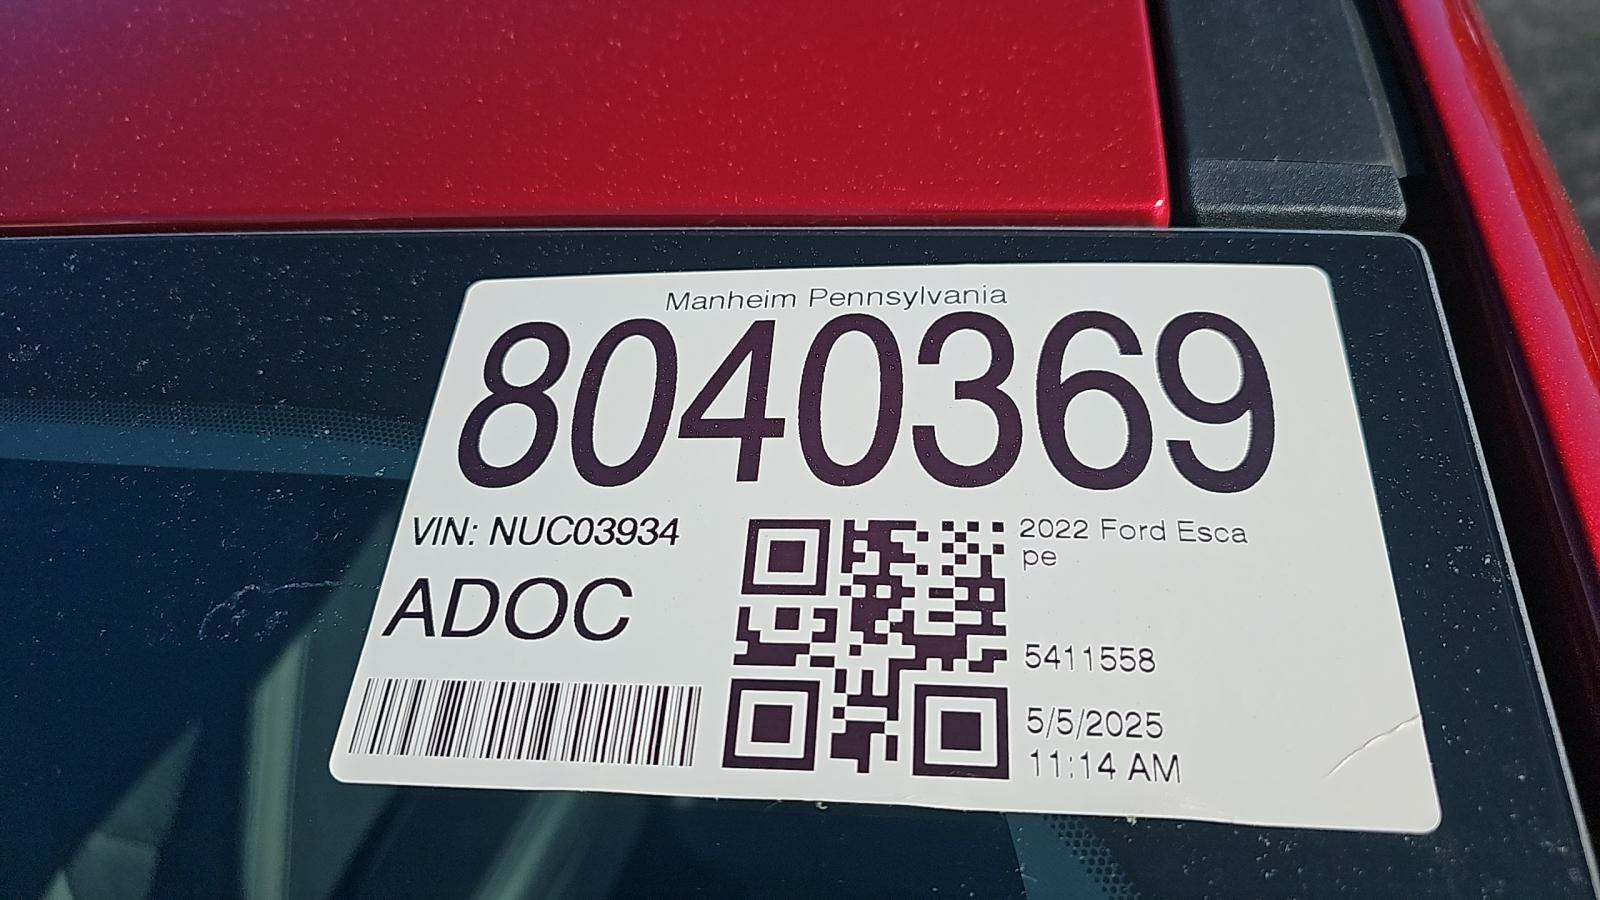 Manheim Pennsylvania
8040369
VIN: NUC03934
ADOC
2022 Ford Esca
pe
5411558
5/5/2025
11:14 AM